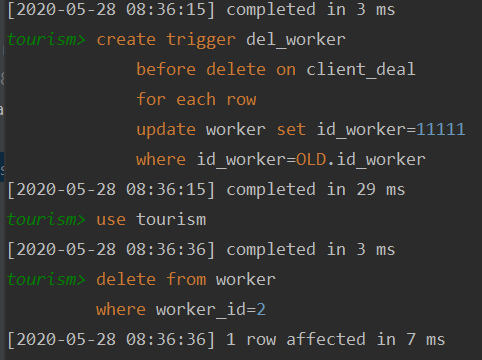 [2020-05-28 08:36:15] completed in 3 ms
tourism> create trigger del_worker
before delete on client_deal
for each row
update worker set id_worker=11111
where id_worker=OLD.id_worker
[2020-05-28 08:36:15] completed in 29 ms
tourism> use tourism
[2020-05-28 08:36:36] completed in 3 ms
tourism> delete from worker
where worker_id=2
[2020-05-28 08:36:36] 1 row affected in 7 ms